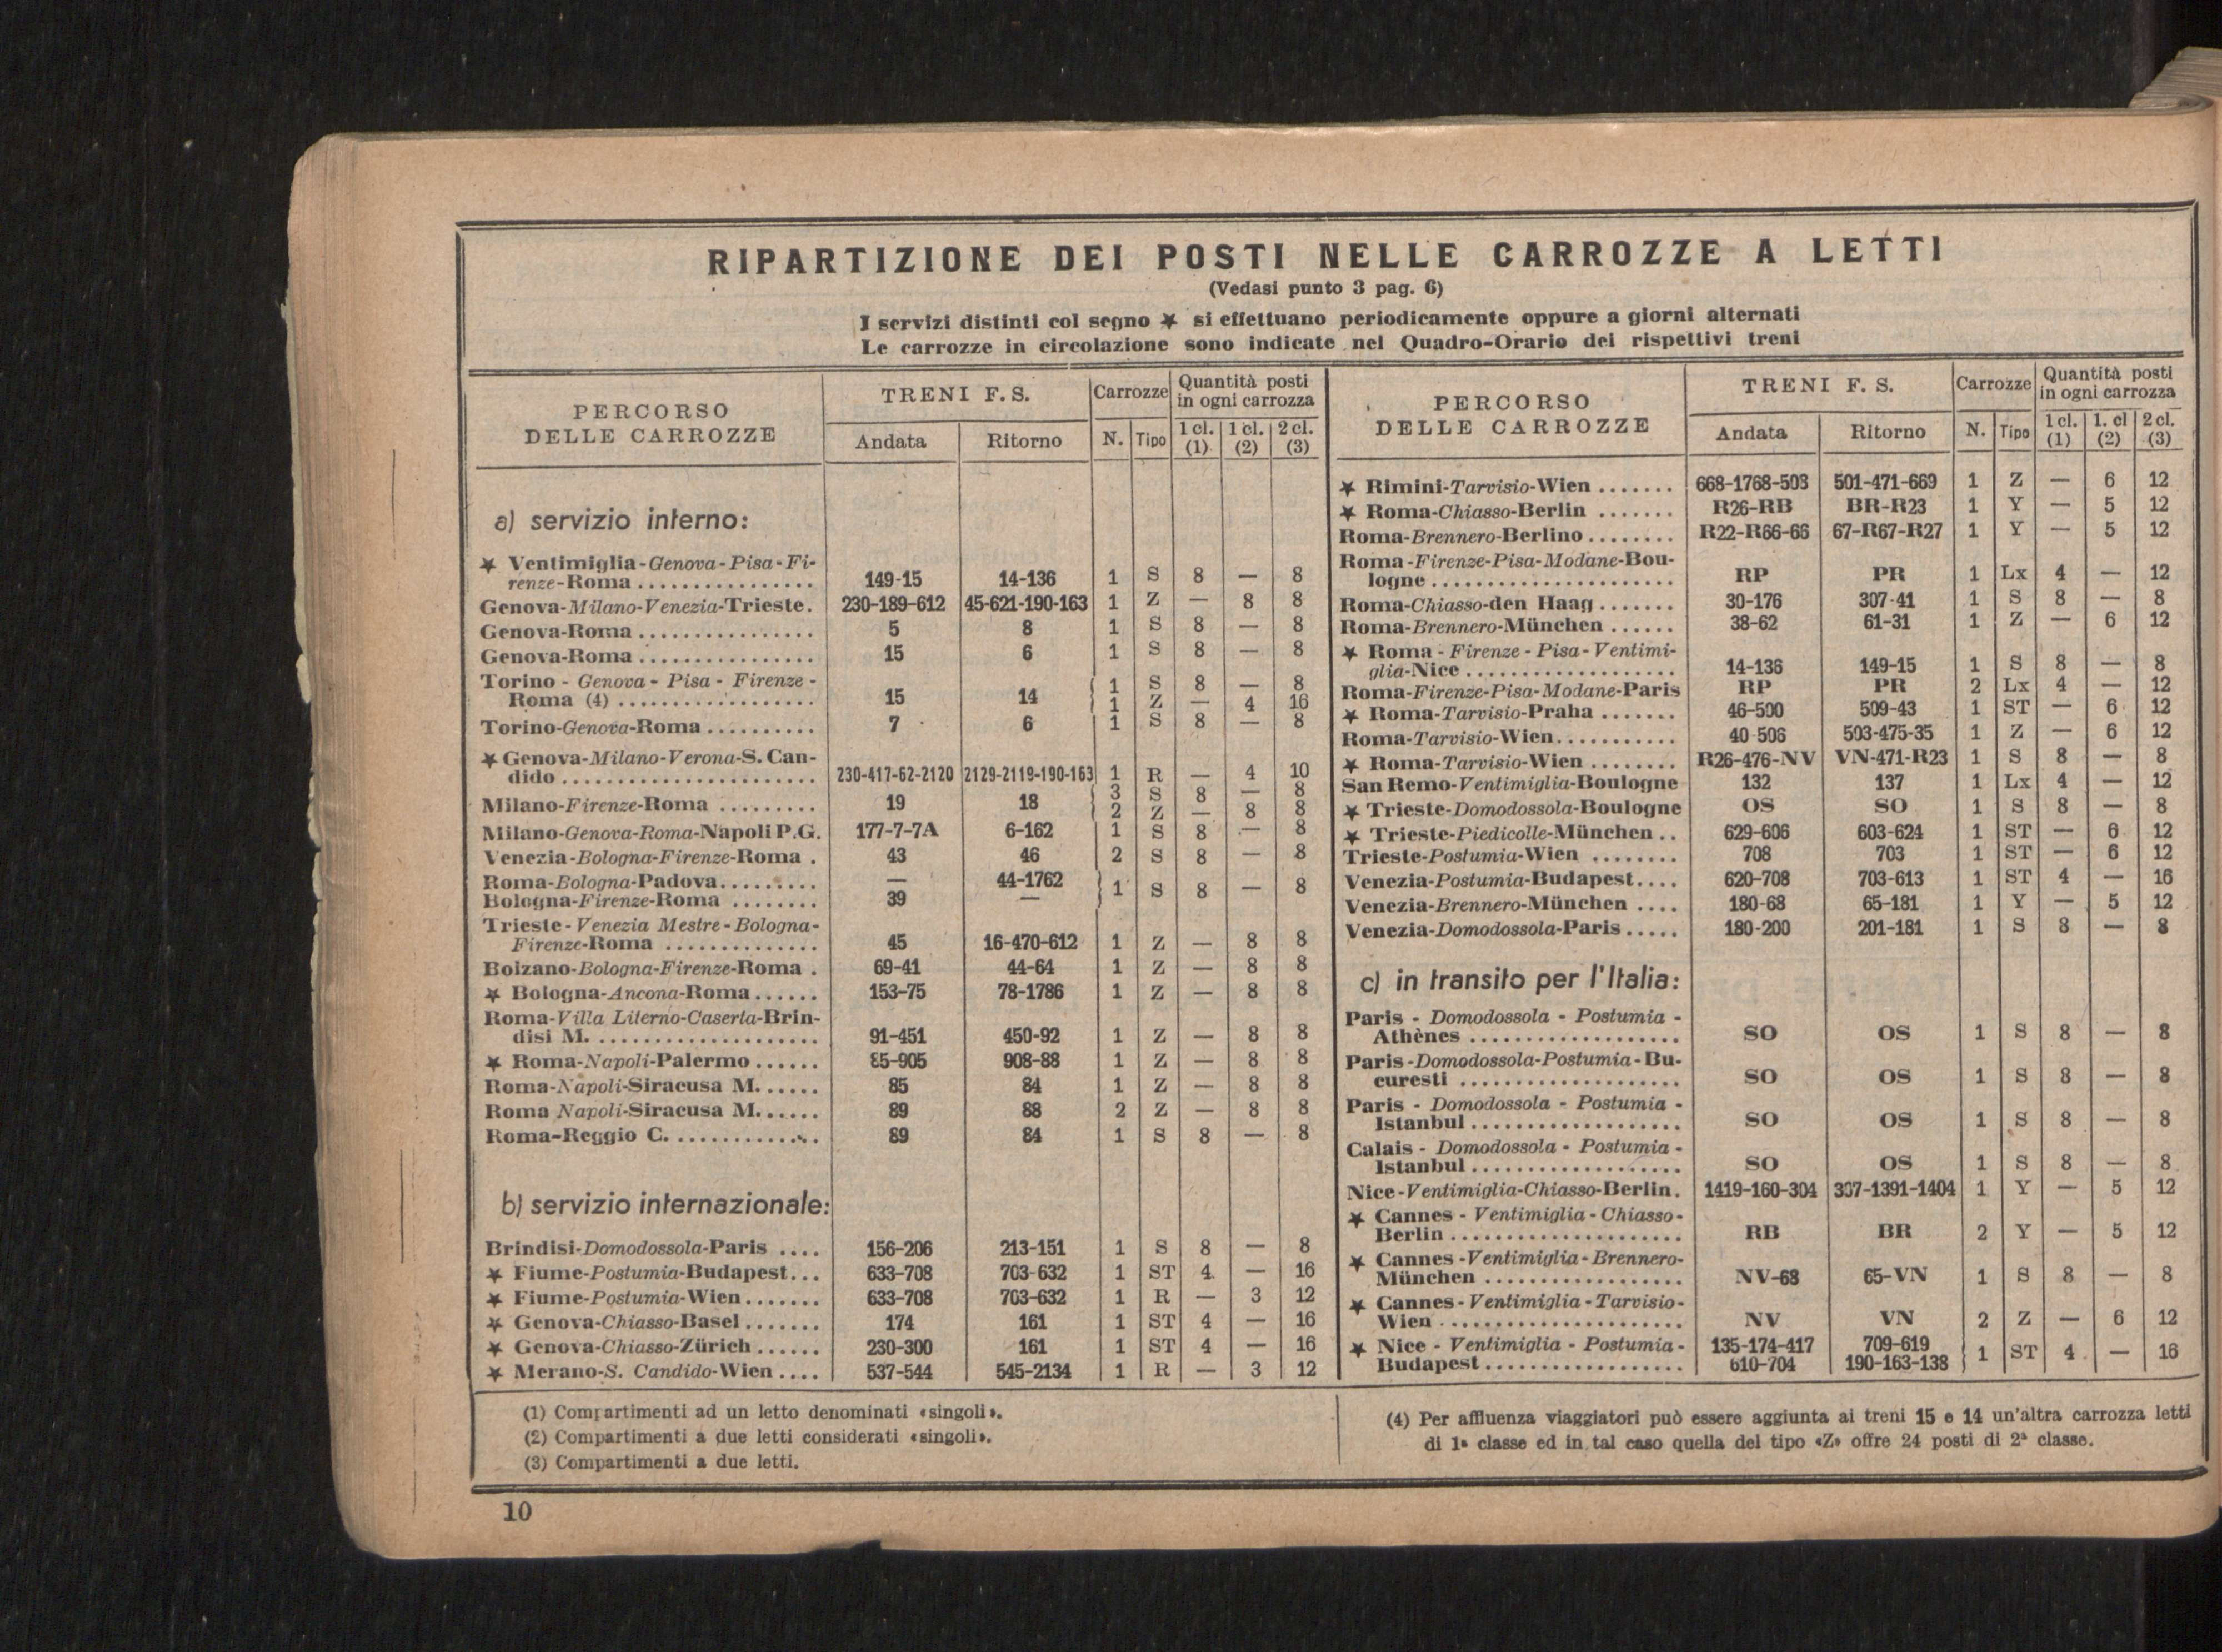 RIPARTIZIONE DEI POSTI NELLE CARROZZE A LETTI
(Vedasi punto 3 pag. 6)
I servizi distinti col segno ★ si effettuano periodicamente oppure a giorni alternati
Le carrozze in circolazione sono indicate nel Quadro-Orario dei rispettivi treni
PERCORSO DELLE CARROZZE | TRENI F. S. | Carrozze | Quantità posti in ogni carrozza
Andata | Ritorno | N. | Tipo | 1 cl. (1) | 1 cl. (2) | 2 cl. (3)
a) servizio interno:
★ Ventimiglia-Genova-Pisa-Fi-
renze-Roma ................ 149-15 14-136 1 S 8 — 8
Genova-Milano-Venezia-Trieste. 230-189-612 45-621-190-163 1 Z — 8 8
Genova-Roma ................ 5 8 1 S 8 — 8
Genova-Roma ................ 15 6 1 S 8 — 8
Torino - Genova - Pisa - Firenze -
Roma (4) .................. 15 14 { 1 S 8 — 8
1 Z — 4 16
Torino-Genova-Roma .......... 7 6 1 S 8 — 8
★ Genova-Milano-Verona-S. Can-
dido ....................... 230-417-62-2120 2129-2119-190-163 1 R — 4 10
Milano-Firenze-Roma ......... 19 18 { 3 S 8 — 8
2 Z — 8 8
Milano-Genova-Roma-Napoli P.G. 177-7-7A 6-162 1 S 8 — 8
Venezia-Bologna-Firenze-Roma . 43 46 2 S 8 — 8
Roma-Bologna-Padova......... — 44-1762 } 1 S 8 — 8
Bologna-Firenze-Roma ........ 39 —
Trieste - Venezia Mestre - Bologna-
Firenze-Roma .............. 45 16-470-612 1 Z — 8 8
Bolzano-Bologna-Firenze-Roma . 69-41 44-64 1 Z — 8 8
★ Bologna-Ancona-Roma...... 153-75 78-1786 1 Z — 8 8
Roma-Villa Literno-Caserta-Brin-
disi M. .................... 91-451 450-92 1 Z — 8 8
★ Roma-Napoli-Palermo ...... 85-905 908-88 1 Z — 8 8
Roma-Napoli-Siracusa M...... 85 84 1 Z — 8 8
Roma Napoli-Siracusa M...... 89 88 2 Z — 8 8
Roma-Reggio C. ............. 89 84 1 S 8 — 8
b) servizio internazionale:
Brindisi-Domodossola-Paris .... 156-206 213-151 1 S 8 — 8
★ Fiume-Postumia-Budapest... 633-708 703-632 1 ST 4 — 16
★ Fiume-Postumia-Wien ....... 633-708 703-632 1 R — 3 12
★ Genova-Chiasso-Basel ....... 174 161 1 ST 4 — 16
★ Genova-Chiasso-Zürich ...... 230-300 161 1 ST 4 — 16
★ Merano-S. Candido-Wien .... 537-544 545-2134 1 R — 3 12
PERCORSO DELLE CARROZZE | TRENI F. S. | Carrozze | Quantità posti in ogni carrozza
Andata | Ritorno | N. | Tipo | 1 cl. (1) | 1. cl (2) | 2 cl. (3)
★ Rimini-Tarvisio-Wien ....... 668-1768-503 501-471-669 1 Z — 6 12
★ Roma-Chiasso-Berlin ....... R26-RB BR-R23 1 Y — 5 12
Roma-Brennero-Berlino ........ R22-R66-66 67-R67-R27 1 Y — 5 12
Roma-Firenze-Pisa-Modane-Bou-
logne ...................... RP PR 1 Lx 4 — 12
Roma-Chiasso-den Haag ....... 30-176 307-41 1 S 8 — 8
Roma-Brennero-München ...... 38-62 61-31 1 Z — 6 12
★ Roma - Firenze - Pisa - Ventimi-
glia-Nice ................... 14-136 149-15 1 S 8 — 8
Roma-Firenze-Pisa-Modane-Paris RP PR 2 Lx 4 — 12
★ Roma-Tarvisio-Praha ....... 46-500 509-43 1 ST — 6 12
Roma-Tarvisio-Wien........... 40-506 503-475-35 1 Z — 6 12
★ Roma-Tarvisio-Wien ........ R26-476-NV VN-471-R23 1 S 8 — 8
San Remo-Ventimiglia-Boulogne 132 137 1 Lx 4 — 12
★ Trieste-Domodossola-Boulogne OS SO 1 S 8 — 8
★ Trieste-Piedicolle-München .. 629-606 603-624 1 ST — 6 12
Trieste-Postumia-Wien ........ 708 703 1 ST — 6 12
Venezia-Postumia-Budapest.... 620-708 703-613 1 ST 4 — 16
Venezia-Brennero-München .... 180-68 65-181 1 Y — 5 12
Venezia-Domodossola-Paris ..... 180-200 201-181 1 S 8 — 8
c) in transito per l'Italia:
Paris - Domodossola - Postumia -
Athènes ................... SO OS 1 S 8 — 8
Paris-Domodossola-Postumia-Bu-
curesti .................... SO OS 1 S 8 — 8
Paris - Domodossola - Postumia -
Istanbul ................... SO OS 1 S 8 — 8
Calais - Domodossola - Postumia -
Istanbul ................... SO OS 1 S 8 — 8
Nice-Ventimiglia-Chiasso-Berlin. 1419-160-304 307-1391-1404 1 Y — 5 12
★ Cannes - Ventimiglia - Chiasso-
Berlin ..................... RB BR 2 Y — 5 12
★ Cannes -Ventimiglia - Brennero-
München .................. NV-68 65-VN 1 S 8 — 8
★ Cannes - Ventimiglia - Tarvisio-
Wien ...................... NV VN 2 Z — 6 12
★ Nice - Ventimiglia - Postumia - 135-174-417 709-619
Budapest .................. 610-704 190-163-138 } 1 ST 4 — 16
(1) Compartimenti ad un letto denominati «singoli».
(2) Compartimenti a due letti considerati «singoli».
(3) Compartimenti a due letti.
(4) Per affluenza viaggiatori può essere aggiunta ai treni 15 e 14 un'altra carrozza letti
di 1ª classe ed in tal caso quella del tipo «Z» offre 24 posti di 2ª classe.
10